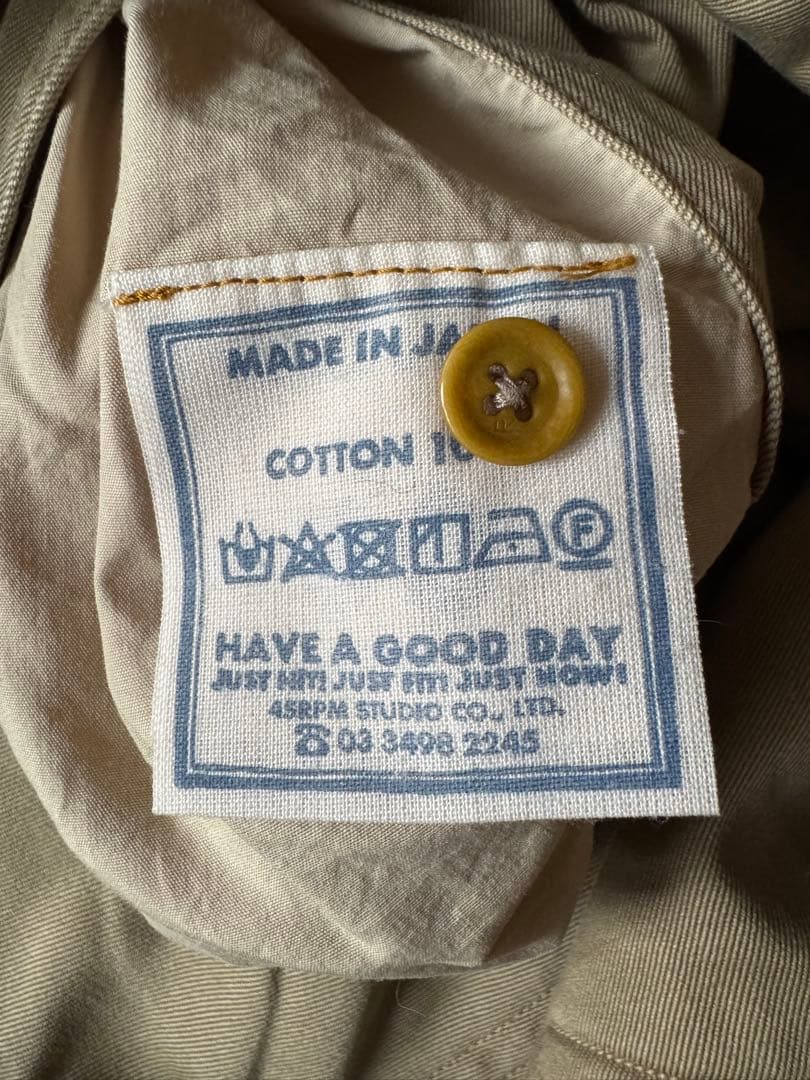 MADE IN JA
COTTON 10
F
HAVE A GOOD DAY
JUST HIT! JUST FIT! JUST NOW!
45RPM STUDIO CO., LTD.
☎ 03 3498 2245